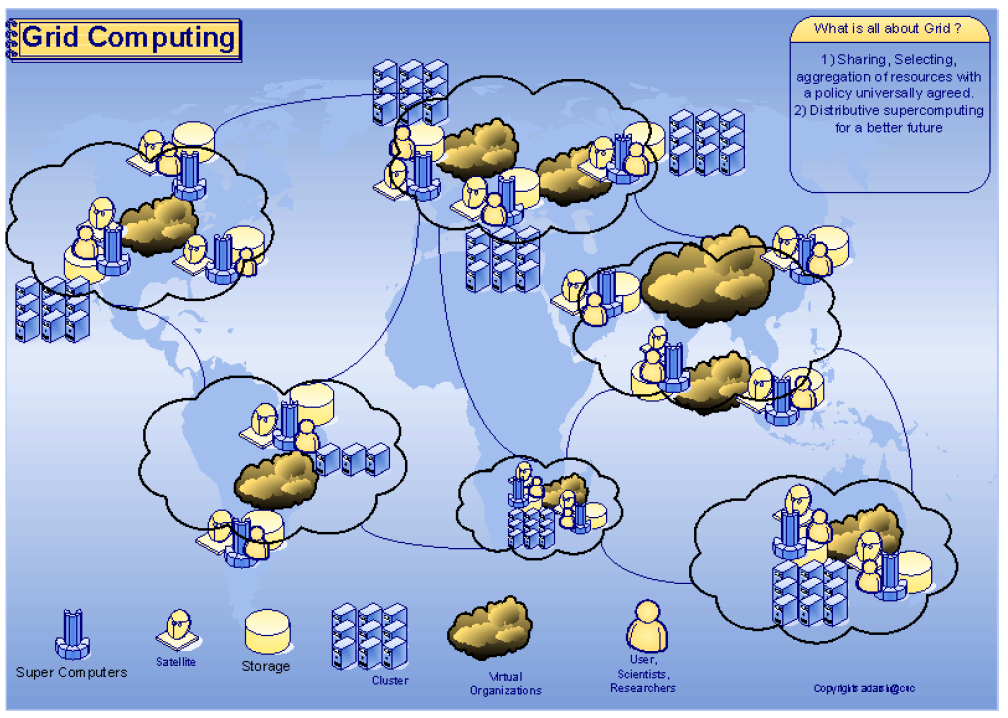 Grid Computing
What is all about Grid ?
1) Sharing, Selecting,
aggregation of resources with
a policy universally agreed.
2) Distributive supercomputing
for a better future
Super Computers
Satellite
Storage
Cluster
Virtual
Organizations
User,
Scientists,
Researchers
Copyrights